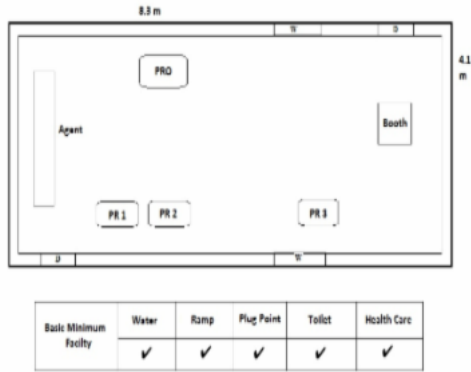 8.3 m
W
D
4.1
m
PRO
Agent
Booth
PR 1
PR 2
PR 3
D
W
Basic Minimum
Facilty
Water
Ramp
Plug Point
Toilet
Health Care
✓ ✓ ✓ ✓ ✓